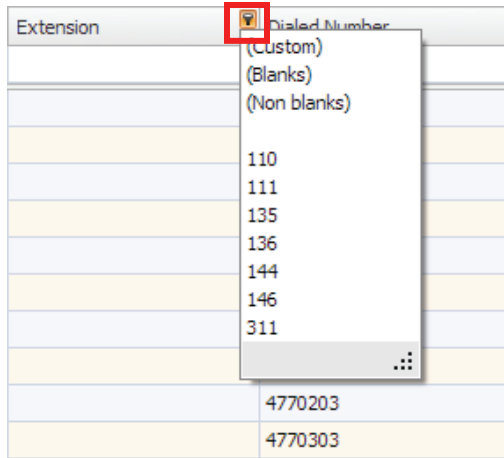 Extension Dialed Number
(Custom)
(Blanks)
(Non blanks)
110
111
135
136
144
146
311
4770203
4770303